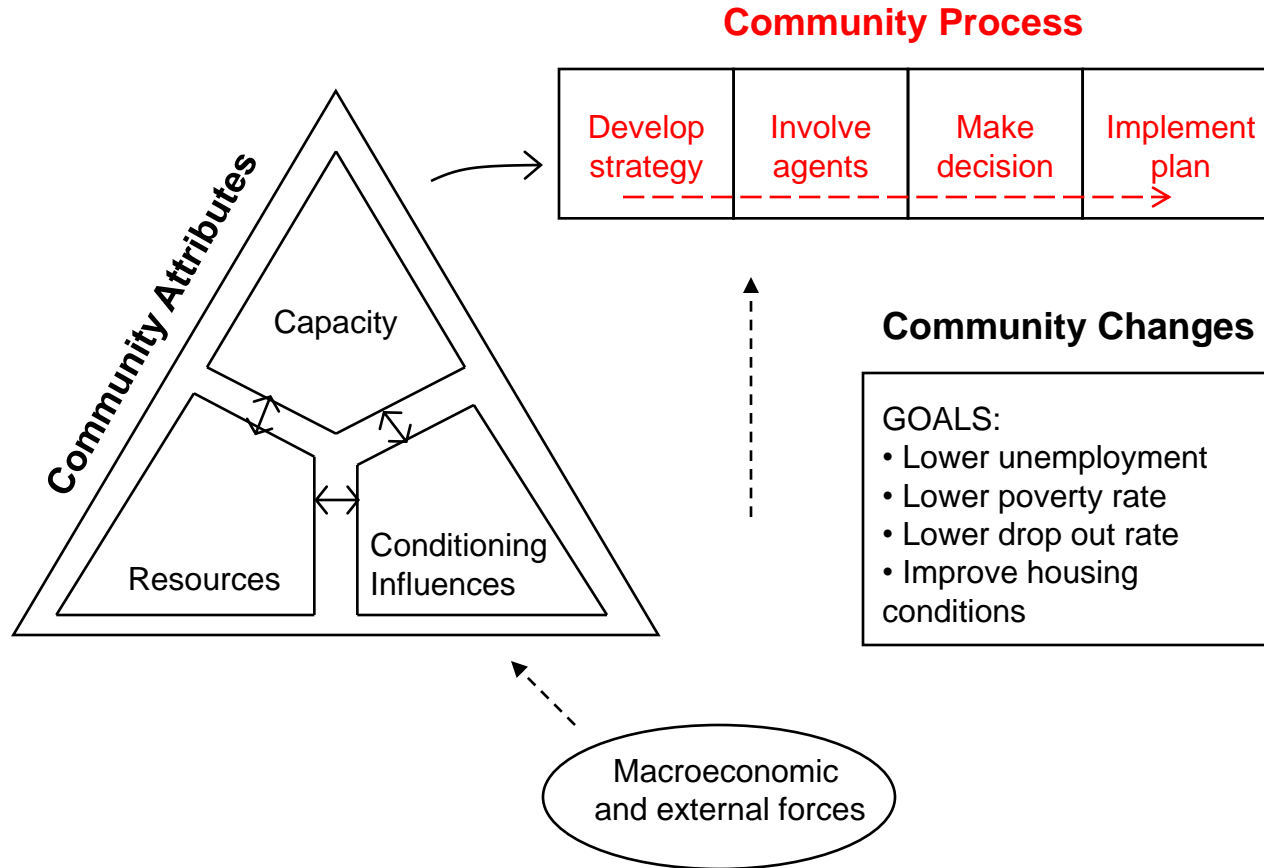 Community Process
Develop
strategy
Involve
agents
Make
decision
Implement
plan
Community Attributes
Capacity
Resources
Conditioning
Influences
Community Changes
GOALS:
• Lower unemployment
• Lower poverty rate
• Lower drop out rate
• Improve housing
conditions
Macroeconomic
and external forces